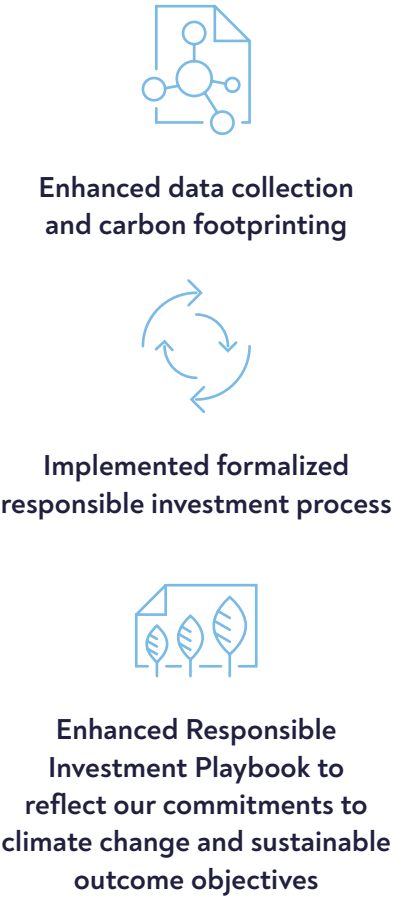 Enhanced data collection
and carbon footprinting
Implemented formalized
responsible investment process
Enhanced Responsible
Investment Playbook to
reflect our commitments to
climate change and sustainable
outcome objectives